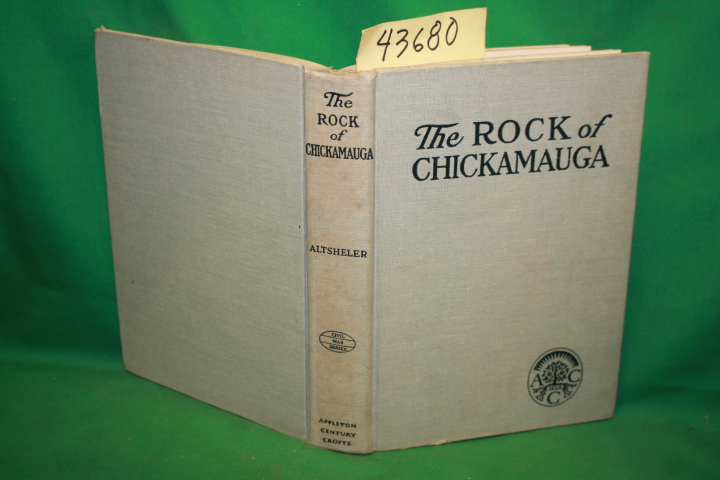 43680
The
ROCK
of
CHICKAMAUGA
ALTSHELER
CIVIL
WAR
SERIES
APPLETON
CENTURY
CROFTS
The ROCK of
CHICKAMAUGA
A C
C